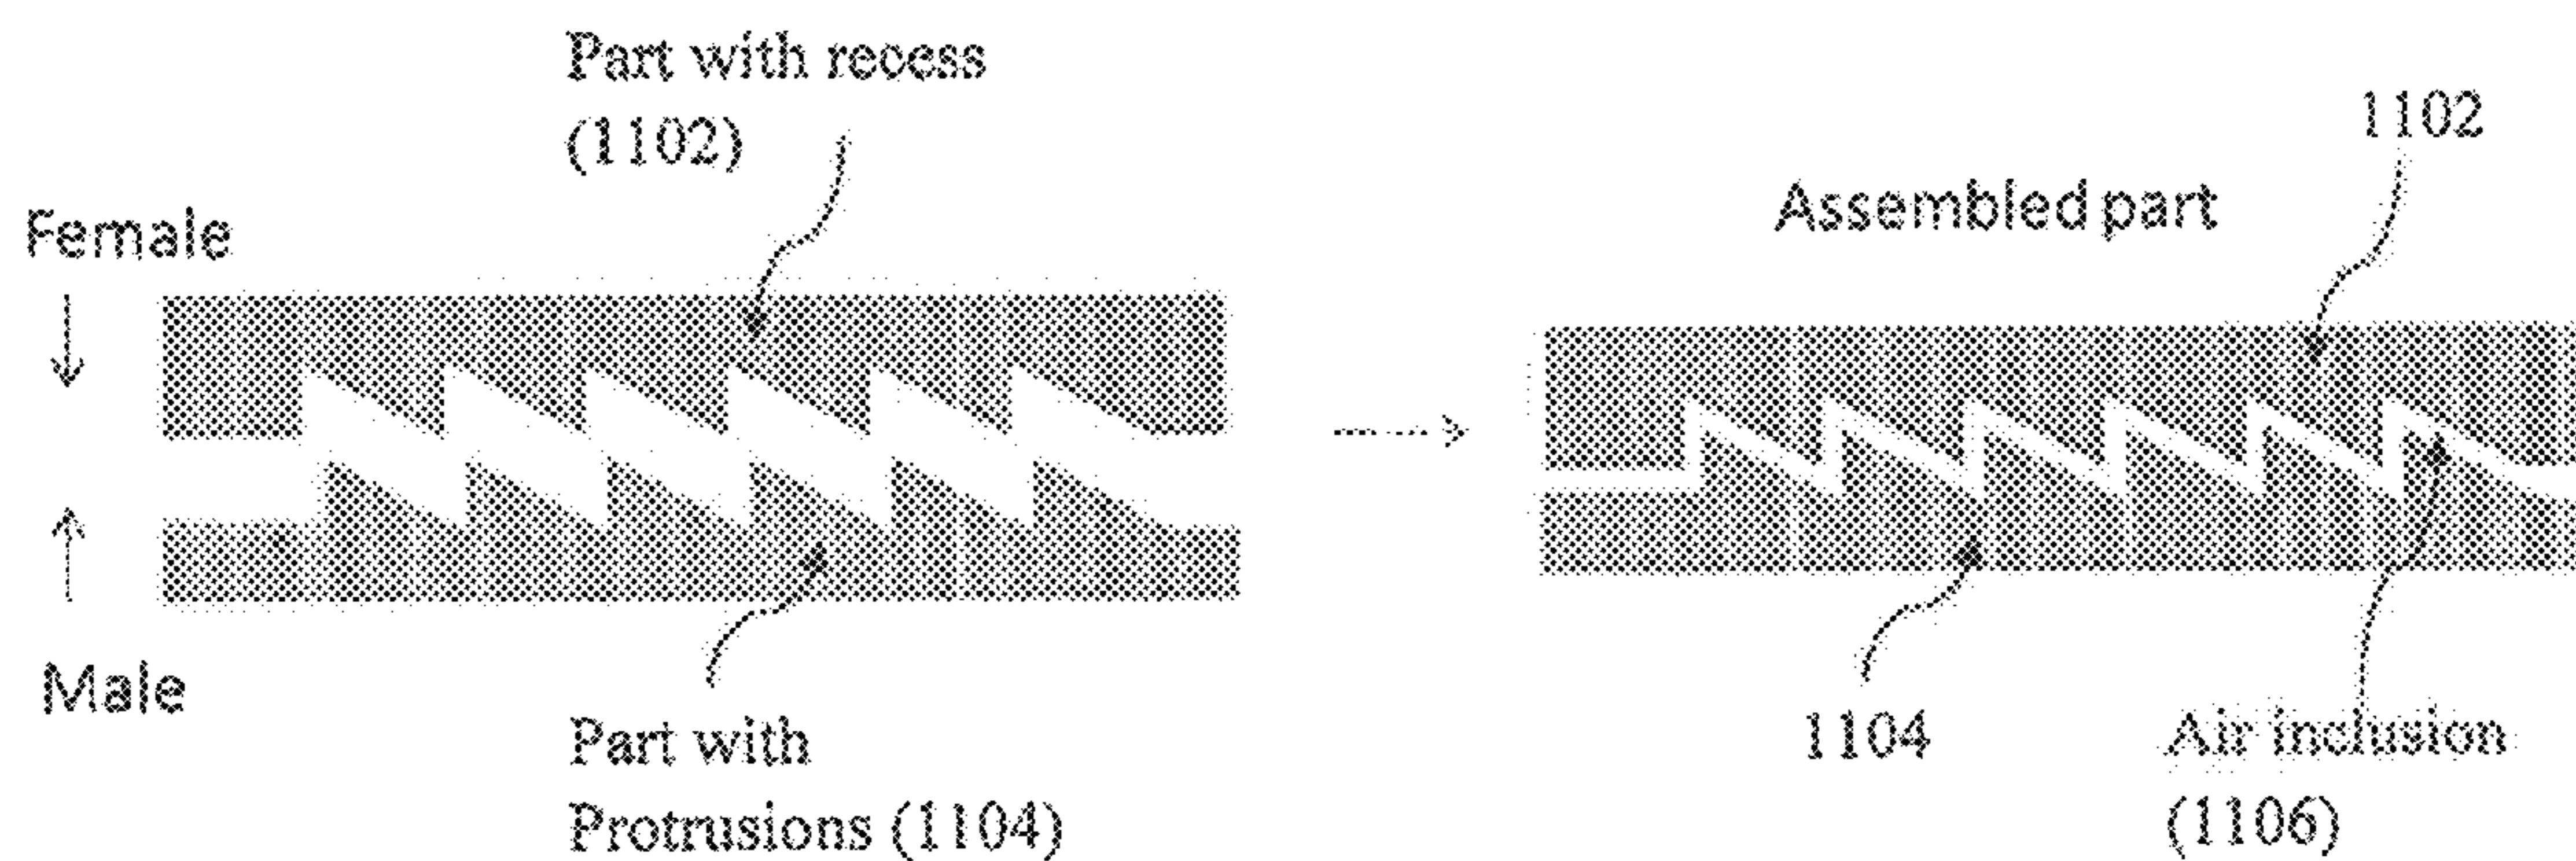 Part with recess
(1102)
Female
Male
Part with
Protrusions (1104)
1102
Assembled part
1104
Air inclusion
(1106)